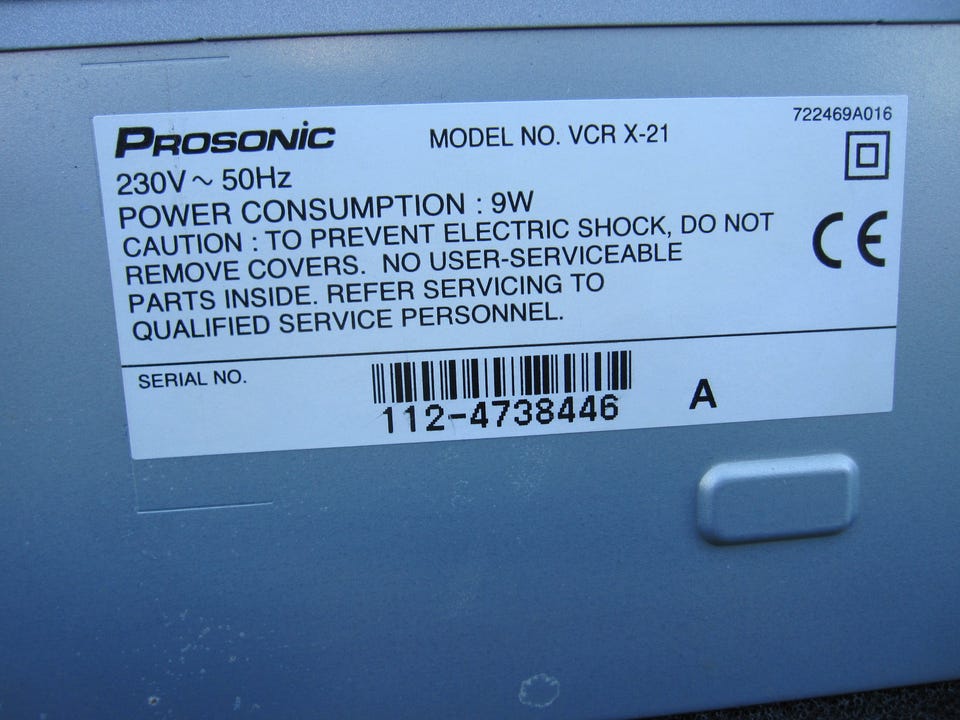 722469A016
PROSONIC MODEL NO. VCR X-21
230V ~ 50Hz
POWER CONSUMPTION : 9W
CAUTION : TO PREVENT ELECTRIC SHOCK, DO NOT
REMOVE COVERS. NO USER-SERVICEABLE
PARTS INSIDE. REFER SERVICING TO
QUALIFIED SERVICE PERSONNEL.
CE
SERIAL NO.
112-4738446 A